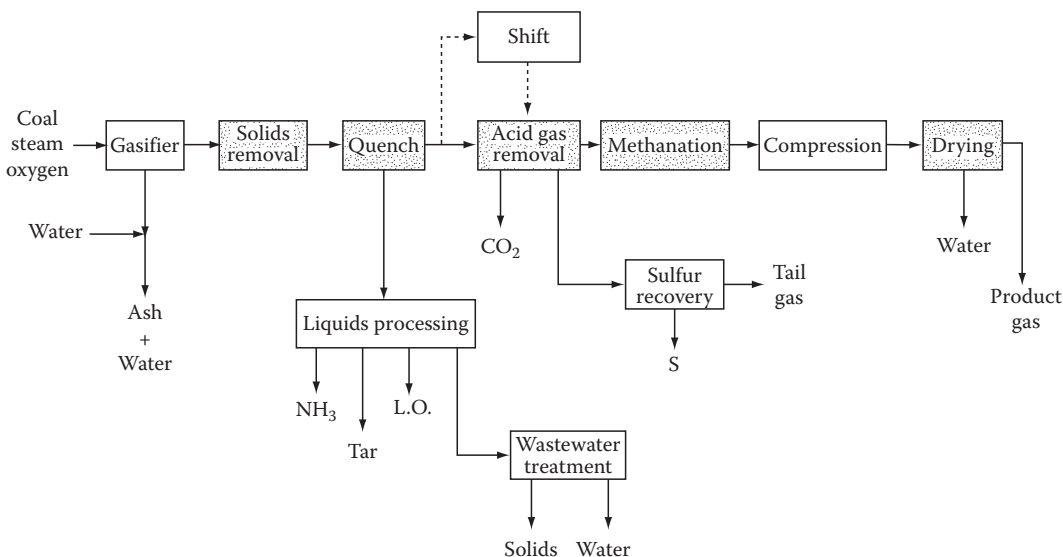 Shift
Coal
steam
oxygen
Gasifier
Solids
removal
Quench
Acid gas
removal
Methanation
Compression
Drying
Water
CO₂
Water
Sulfur
recovery
Tail
gas
Product
gas
Ash
+
Water
Liquids processing
S
NH₃
L.O.
Tar
Wastewater
treatment
Solids
Water